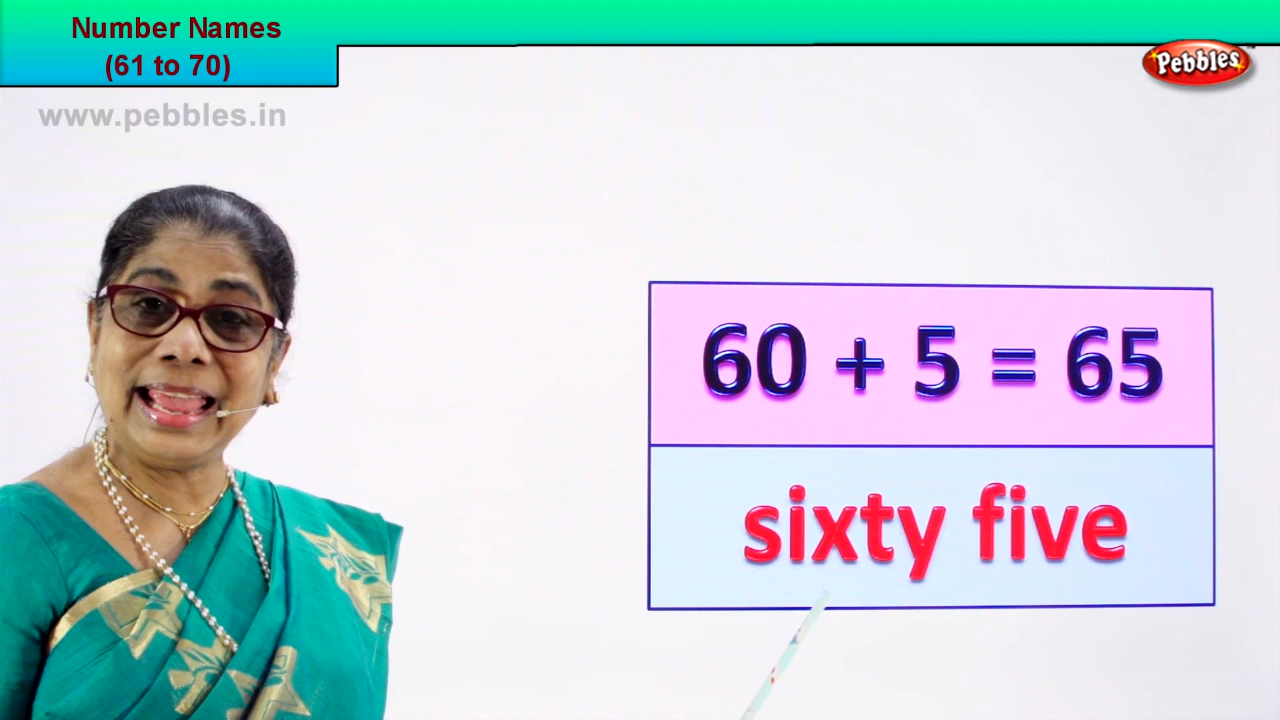 Number Names
(61 to 70)
Pebbles
www.pebbles.in
60 + 5 = 65
sixty five